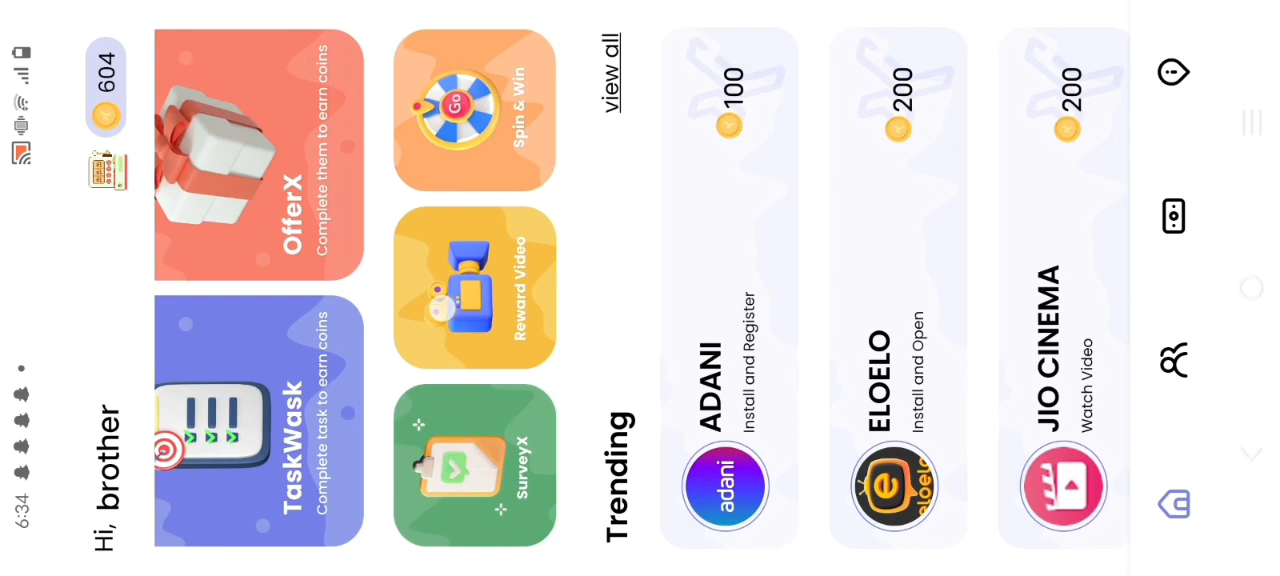 6:34
Hi, brother
604
TaskWask
Complete task to earn coins
OfferX
Complete them to earn coins
surveyX
Reward Video
Go
Spin & Win
Trending
view all
adani
ADANI
Install and Register
100
e
eloelo
ELOELO
Install and Open
200
JIO CINEMA
Watch Video
200